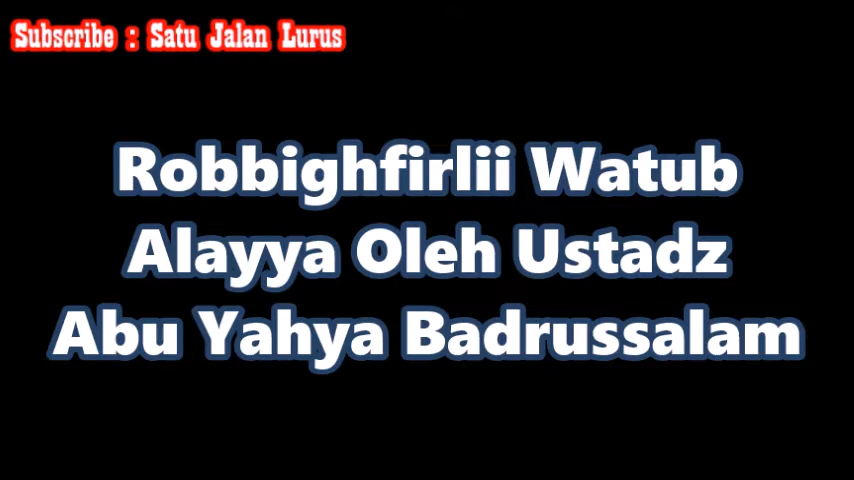 Subscribe : Satu Jalan Lurus
Robbighfirlii Watub
Alayya Oleh Ustadz
Abu Yahya Badrussalam